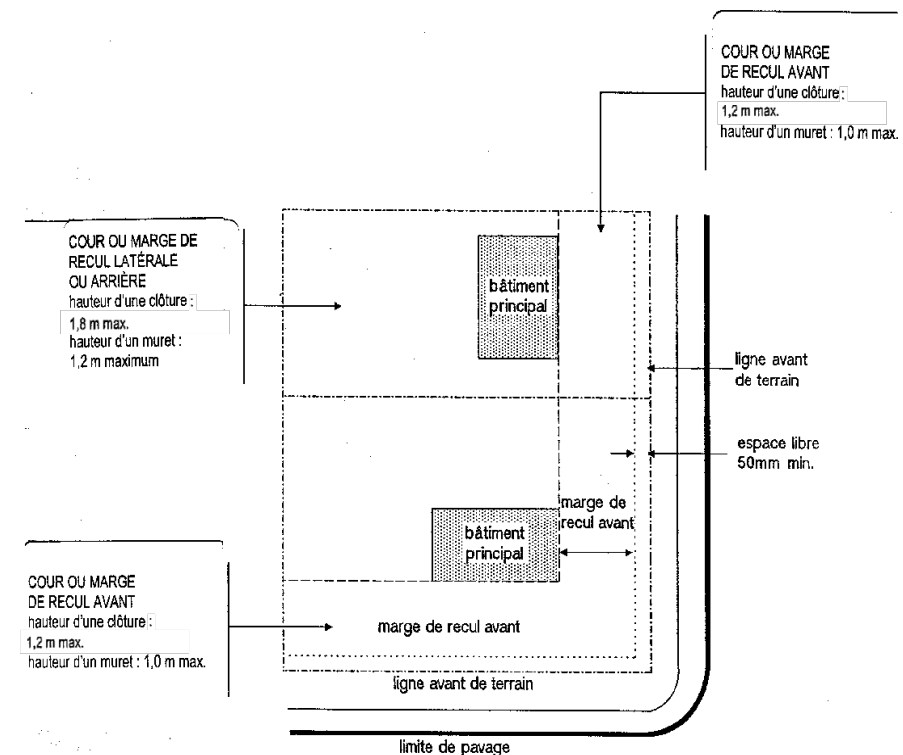 COUR OU MARGE
DE RECUL AVANT
hauteur d'une clôture :
1,2 m max.
hauteur d'un muret : 1,0 m max.
COUR OU MARGE DE
RECUL LATÉRALE
OU ARRIÈRE
hauteur d'une clôture :
1,8 m max.
hauteur d'un muret :
1,2 m maximum
bâtiment
principal
ligne avant
de terrain
espace libre
50mm min.
marge de
recul avant
bâtiment
principal
COUR OU MARGE
DE RECUL AVANT
hauteur d'une clôture :
1,2 m max.
hauteur d'un muret : 1,0 m max.
marge de recul avant
ligne avant de terrain
limite de pavage